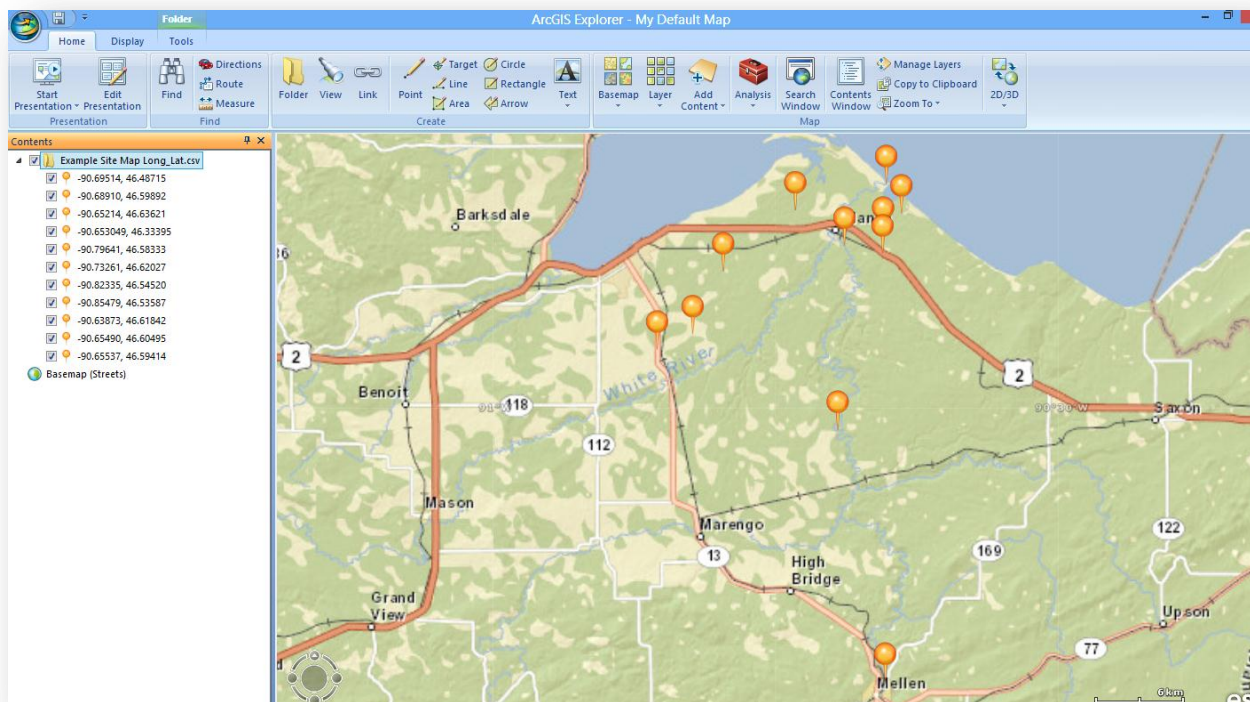 Folder
ArcGIS Explorer - My Default Map
Home Display Tools
Start Presentation
Edit Presentation
Presentation
Find
Directions
Route
Measure
Find
Folder
View
Link
Point
Target
Line
Area
Circle
Rectangle
Arrow
Text
Create
Basemap
Layer
Add Content
Analysis
Search Window
Contents Window
Manage Layers
Copy to Clipboard
Zoom To
2D/3D
Map
Contents
Example Site Map Long_Lat.csv
-90.69514, 46.48715
-90.68910, 46.59892
-90.65214, 46.63621
-90.653049, 46.33395
-90.79641, 46.58333
-90.73261, 46.62027
-90.82335, 46.54520
-90.85479, 46.53587
-90.63873, 46.61842
-90.65490, 46.60495
-90.65537, 46.59414
Basemap (Streets)
Barksdale
2
White River
2
Benoit
91° W
118
90°30' W
Saxon
112
Mason
Marengo
13
High Bridge
169
122
Grand View
Upson
77
Mellen
6 km